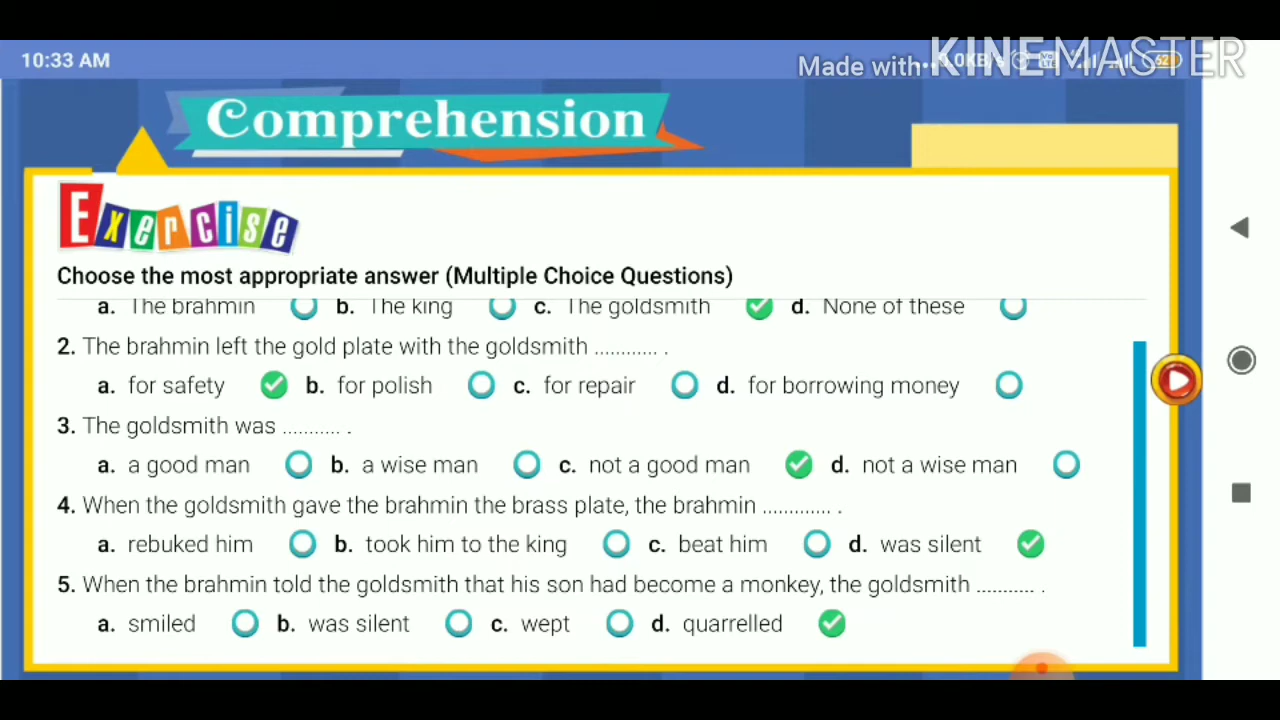 10:33 AM
Made with KINEMASTER
Comprehension
Exercise
Choose the most appropriate answer (Multiple Choice Questions)
a. The brahmin b. The king c. The goldsmith d. None of these
2. The brahmin left the gold plate with the goldsmith ............ .
a. for safety b. for polish c. for repair d. for borrowing money
3. The goldsmith was ........... .
a. a good man b. a wise man c. not a good man d. not a wise man
4. When the goldsmith gave the brahmin the brass plate, the brahmin ............. .
a. rebuked him b. took him to the king c. beat him d. was silent
5. When the brahmin told the goldsmith that his son had become a monkey, the goldsmith ........... .
a. smiled b. was silent c. wept d. quarrelled